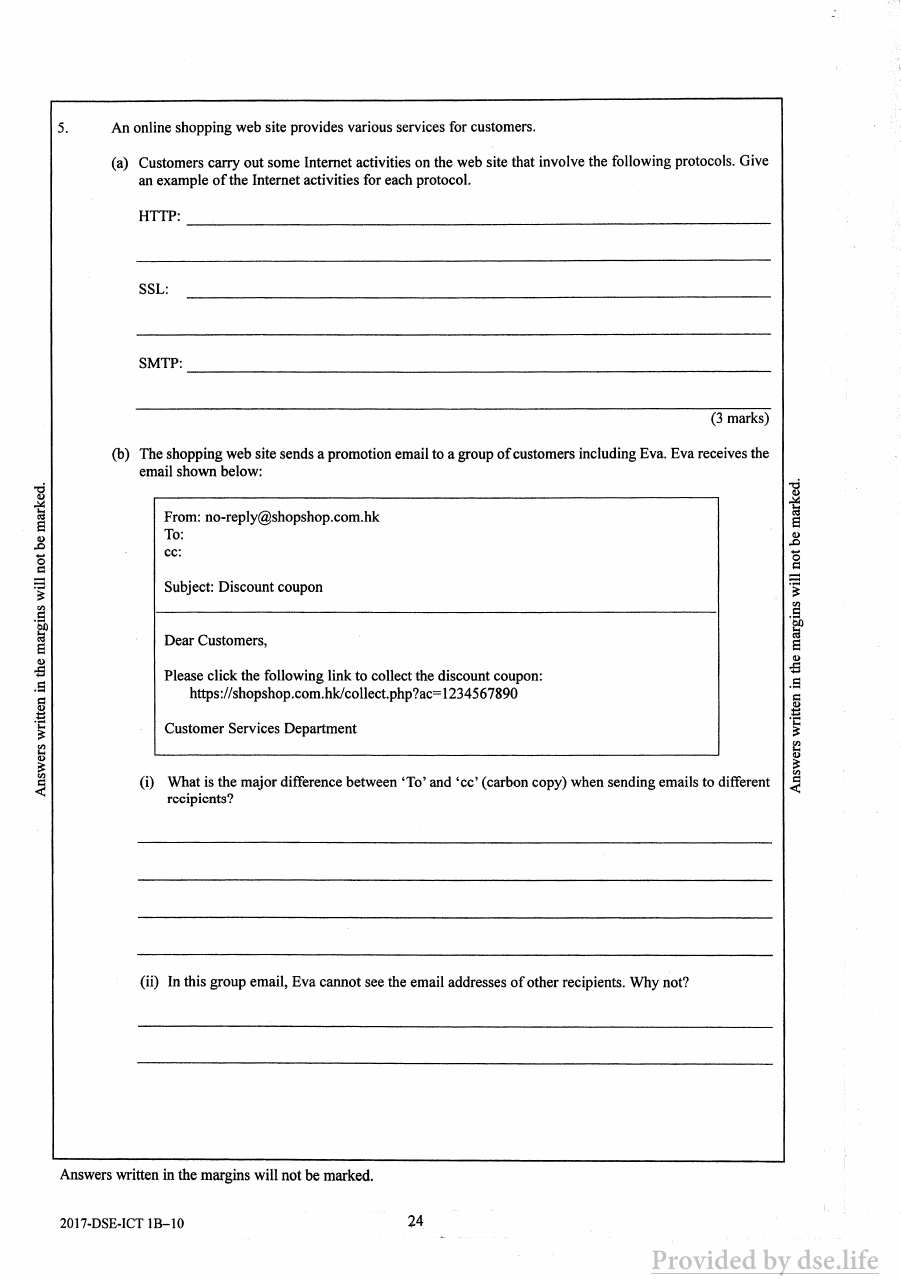 5. An online shopping web site provides various services for customers.
(a) Customers carry out some Internet activities on the web site that involve the following protocols. Give
an example of the Internet activities for each protocol.
HTTP:
SSL:
SMTP:
(3 marks)
(b) The shopping web site sends a promotion email to a group of customers including Eva. Eva receives the
email shown below:
From: no-reply@shopshop.com.hk
To:
cc:
Subject: Discount coupon
Dear Customers,
Please click the following link to collect the discount coupon:
https://shopshop.com.hk/collect.php?ac=1234567890
Customer Services Department
(i) What is the major difference between ‘To’ and ‘cc’ (carbon copy) when sending emails to different
recipients?
(ii) In this group email, Eva cannot see the email addresses of other recipients. Why not?
Answers written in the margins will not be marked.
Answers written in the margins will not be marked.
Answers written in the margins will not be marked.
2017-DSE-ICT 1B–10
24
Provided by dse.life